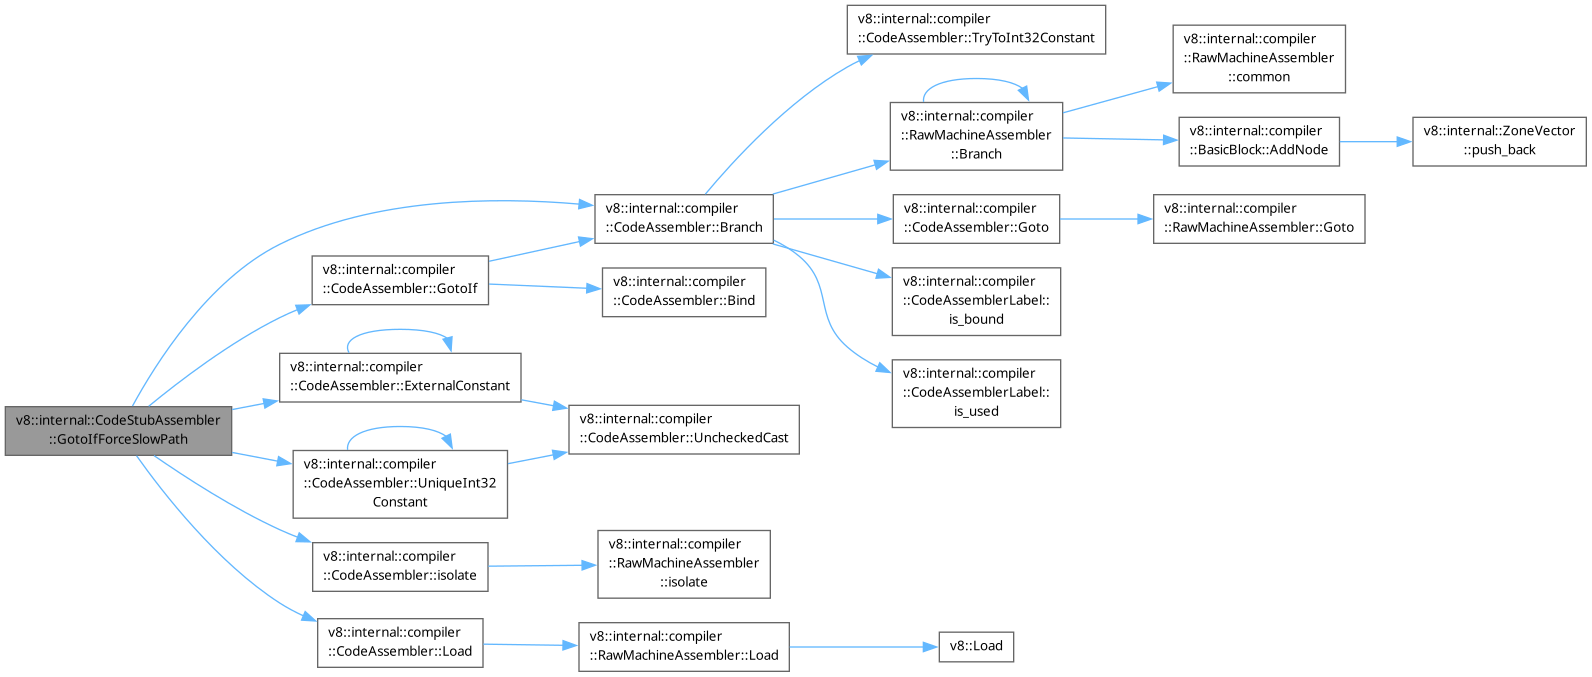 v8::internal::CodeStubAssembler
::GotoIfForceSlowPath
v8::internal::compiler
::CodeAssembler::Branch
v8::internal::compiler
::CodeAssembler::GotoIf
v8::internal::compiler
::CodeAssembler::ExternalConstant
v8::internal::compiler
::CodeAssembler::UniqueInt32
Constant
v8::internal::compiler
::CodeAssembler::isolate
v8::internal::compiler
::CodeAssembler::Load
v8::internal::compiler
::CodeAssembler::TryToInt32Constant
v8::internal::compiler
::RawMachineAssembler
::Branch
v8::internal::compiler
::CodeAssembler::Goto
v8::internal::compiler
::CodeAssemblerLabel::
is_bound
v8::internal::compiler
::CodeAssemblerLabel::
is_used
v8::internal::compiler
::RawMachineAssembler
::common
v8::internal::compiler
::BasicBlock::AddNode
v8::internal::ZoneVector
::push_back
v8::internal::compiler
::RawMachineAssembler::Goto
v8::internal::compiler
::CodeAssembler::Bind
v8::internal::compiler
::CodeAssembler::UncheckedCast
v8::internal::compiler
::RawMachineAssembler
::isolate
v8::internal::compiler
::RawMachineAssembler::Load
v8::Load